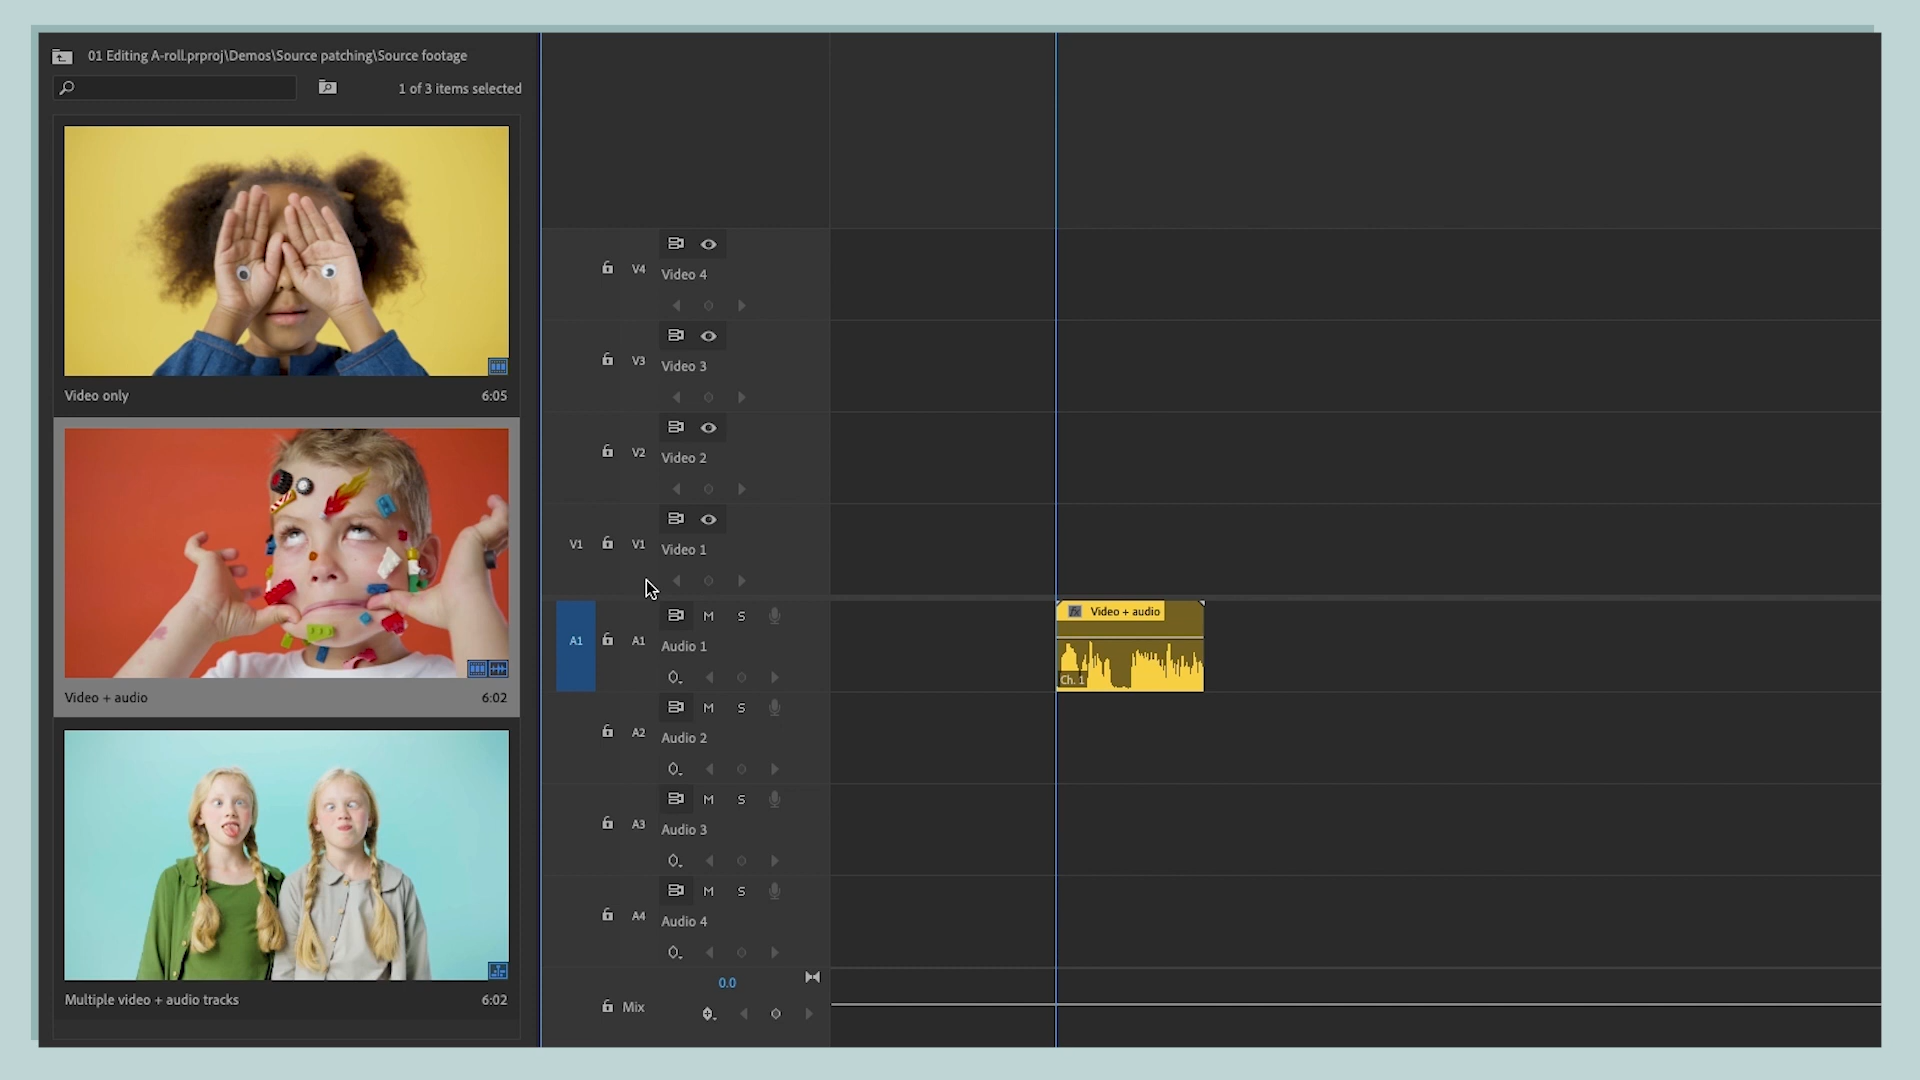 01 Editing A-roll.prproj\Demos\Source patching\Source footage
1 of 3 items selected
Video only 6:05
Video + audio 6:02
Multiple video + audio tracks 6:02
V4 Video 4
V3 Video 3
V2 Video 2
V1 V1 Video 1
A1 A1 M S Audio 1
A2 M S Audio 2
A3 M S Audio 3
A4 M S Audio 4
0.0
Mix
fx Video + audio
Ch. 1